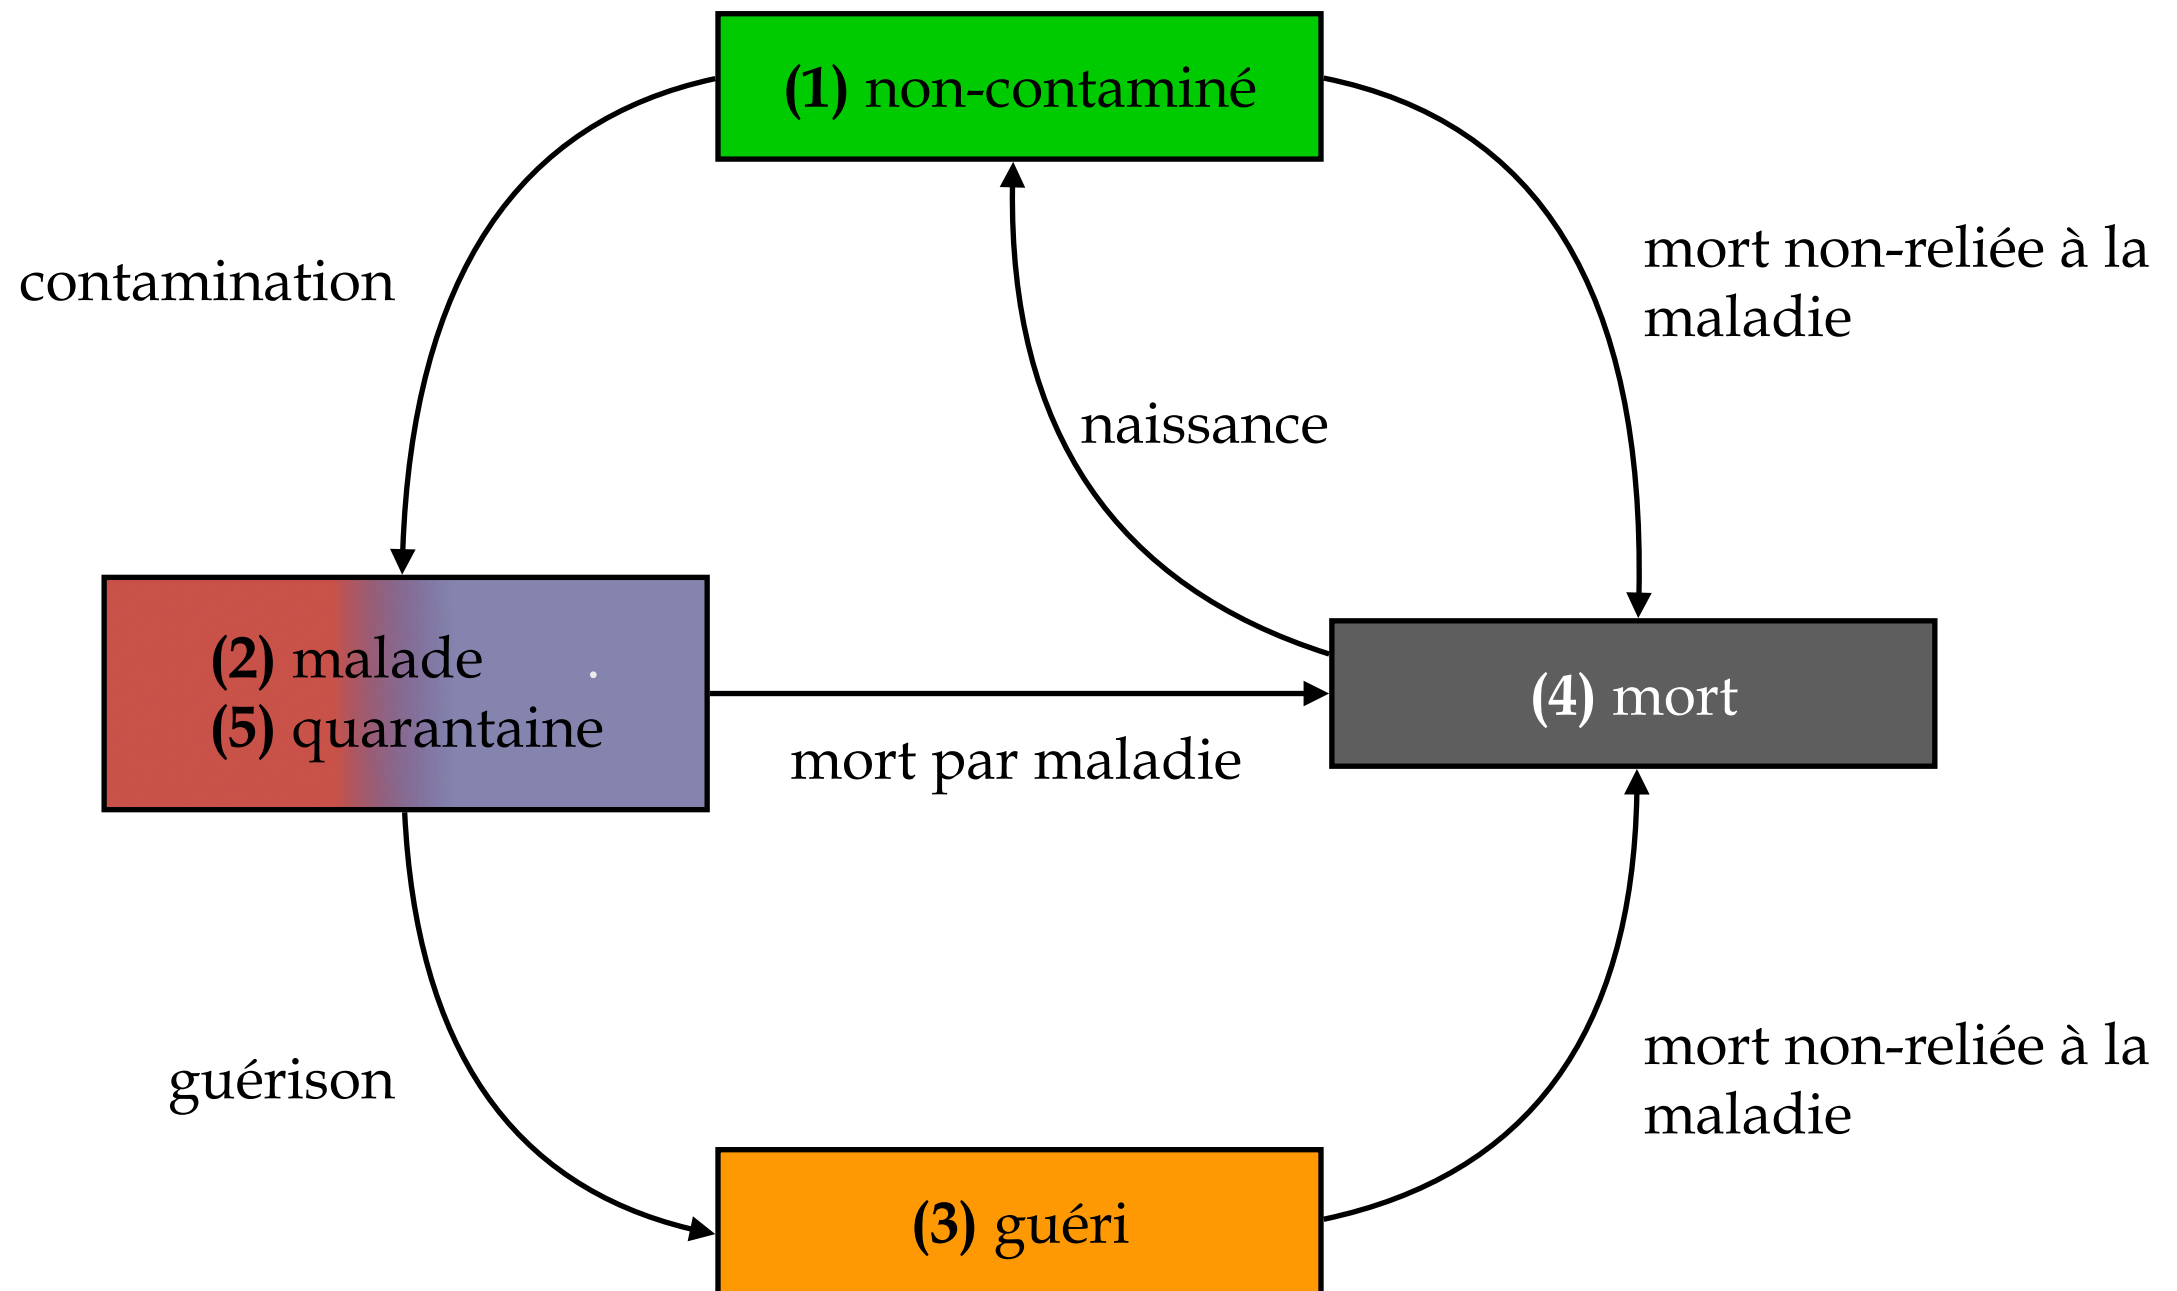 (1) non-contaminé
contamination
mort non-reliée à la
maladie
naissance
(2) malade
(5) quarantaine
mort par maladie
(4) mort
guérison
mort non-reliée à la
maladie
(3) guéri